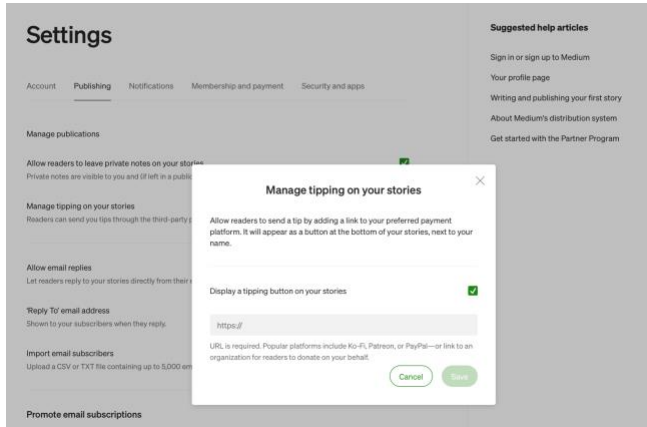 Settings
Account Publishing Notifications Membership and payment Security and apps
Manage publications
Allow readers to leave private notes on your stories
Private notes are visible to you and (if left in a public
Manage tipping on your stories
Readers can send you tips through the third-party p
Allow email replies
Let readers reply to your stories directly from their
'Reply To' email address
Shown to your subscribers when they reply.
Import email subscribers
Upload a CSV or TXT file containing up to 5,000 em
Promote email subscriptions
Manage tipping on your stories
Allow readers to send a tip by adding a link to your preferred payment
platform. It will appear as a button at the bottom of your stories, next to your
name.
Display a tipping button on your stories
https://
URL is required. Popular platforms include Ko-Fi, Patreon, or PayPal—or link to an
organization for readers to donate on your behalf.
Cancel Save
Suggested help articles
Sign in or sign up to Medium
Your profile page
Writing and publishing your first story
About Medium's distribution system
Get started with the Partner Program